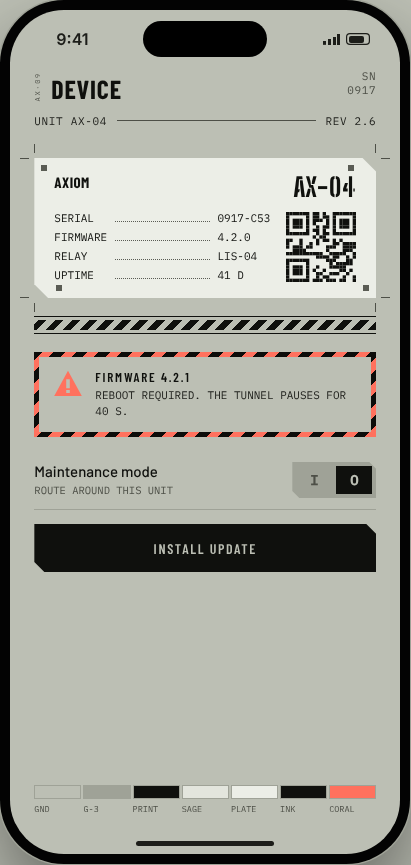 9:41
AX-09
DEVICE
SN
0917
UNIT AX-04
REV 2.6
AXIOM
AX-04
SERIAL 0917-C53
FIRMWARE 4.2.0
RELAY LIS-04
UPTIME 41 D
FIRMWARE 4.2.1
REBOOT REQUIRED. THE TUNNEL PAUSES FOR
40 S.
Maintenance mode
ROUTE AROUND THIS UNIT
I O
INSTALL UPDATE
GND G-3 PRINT SAGE PLATE INK CORAL